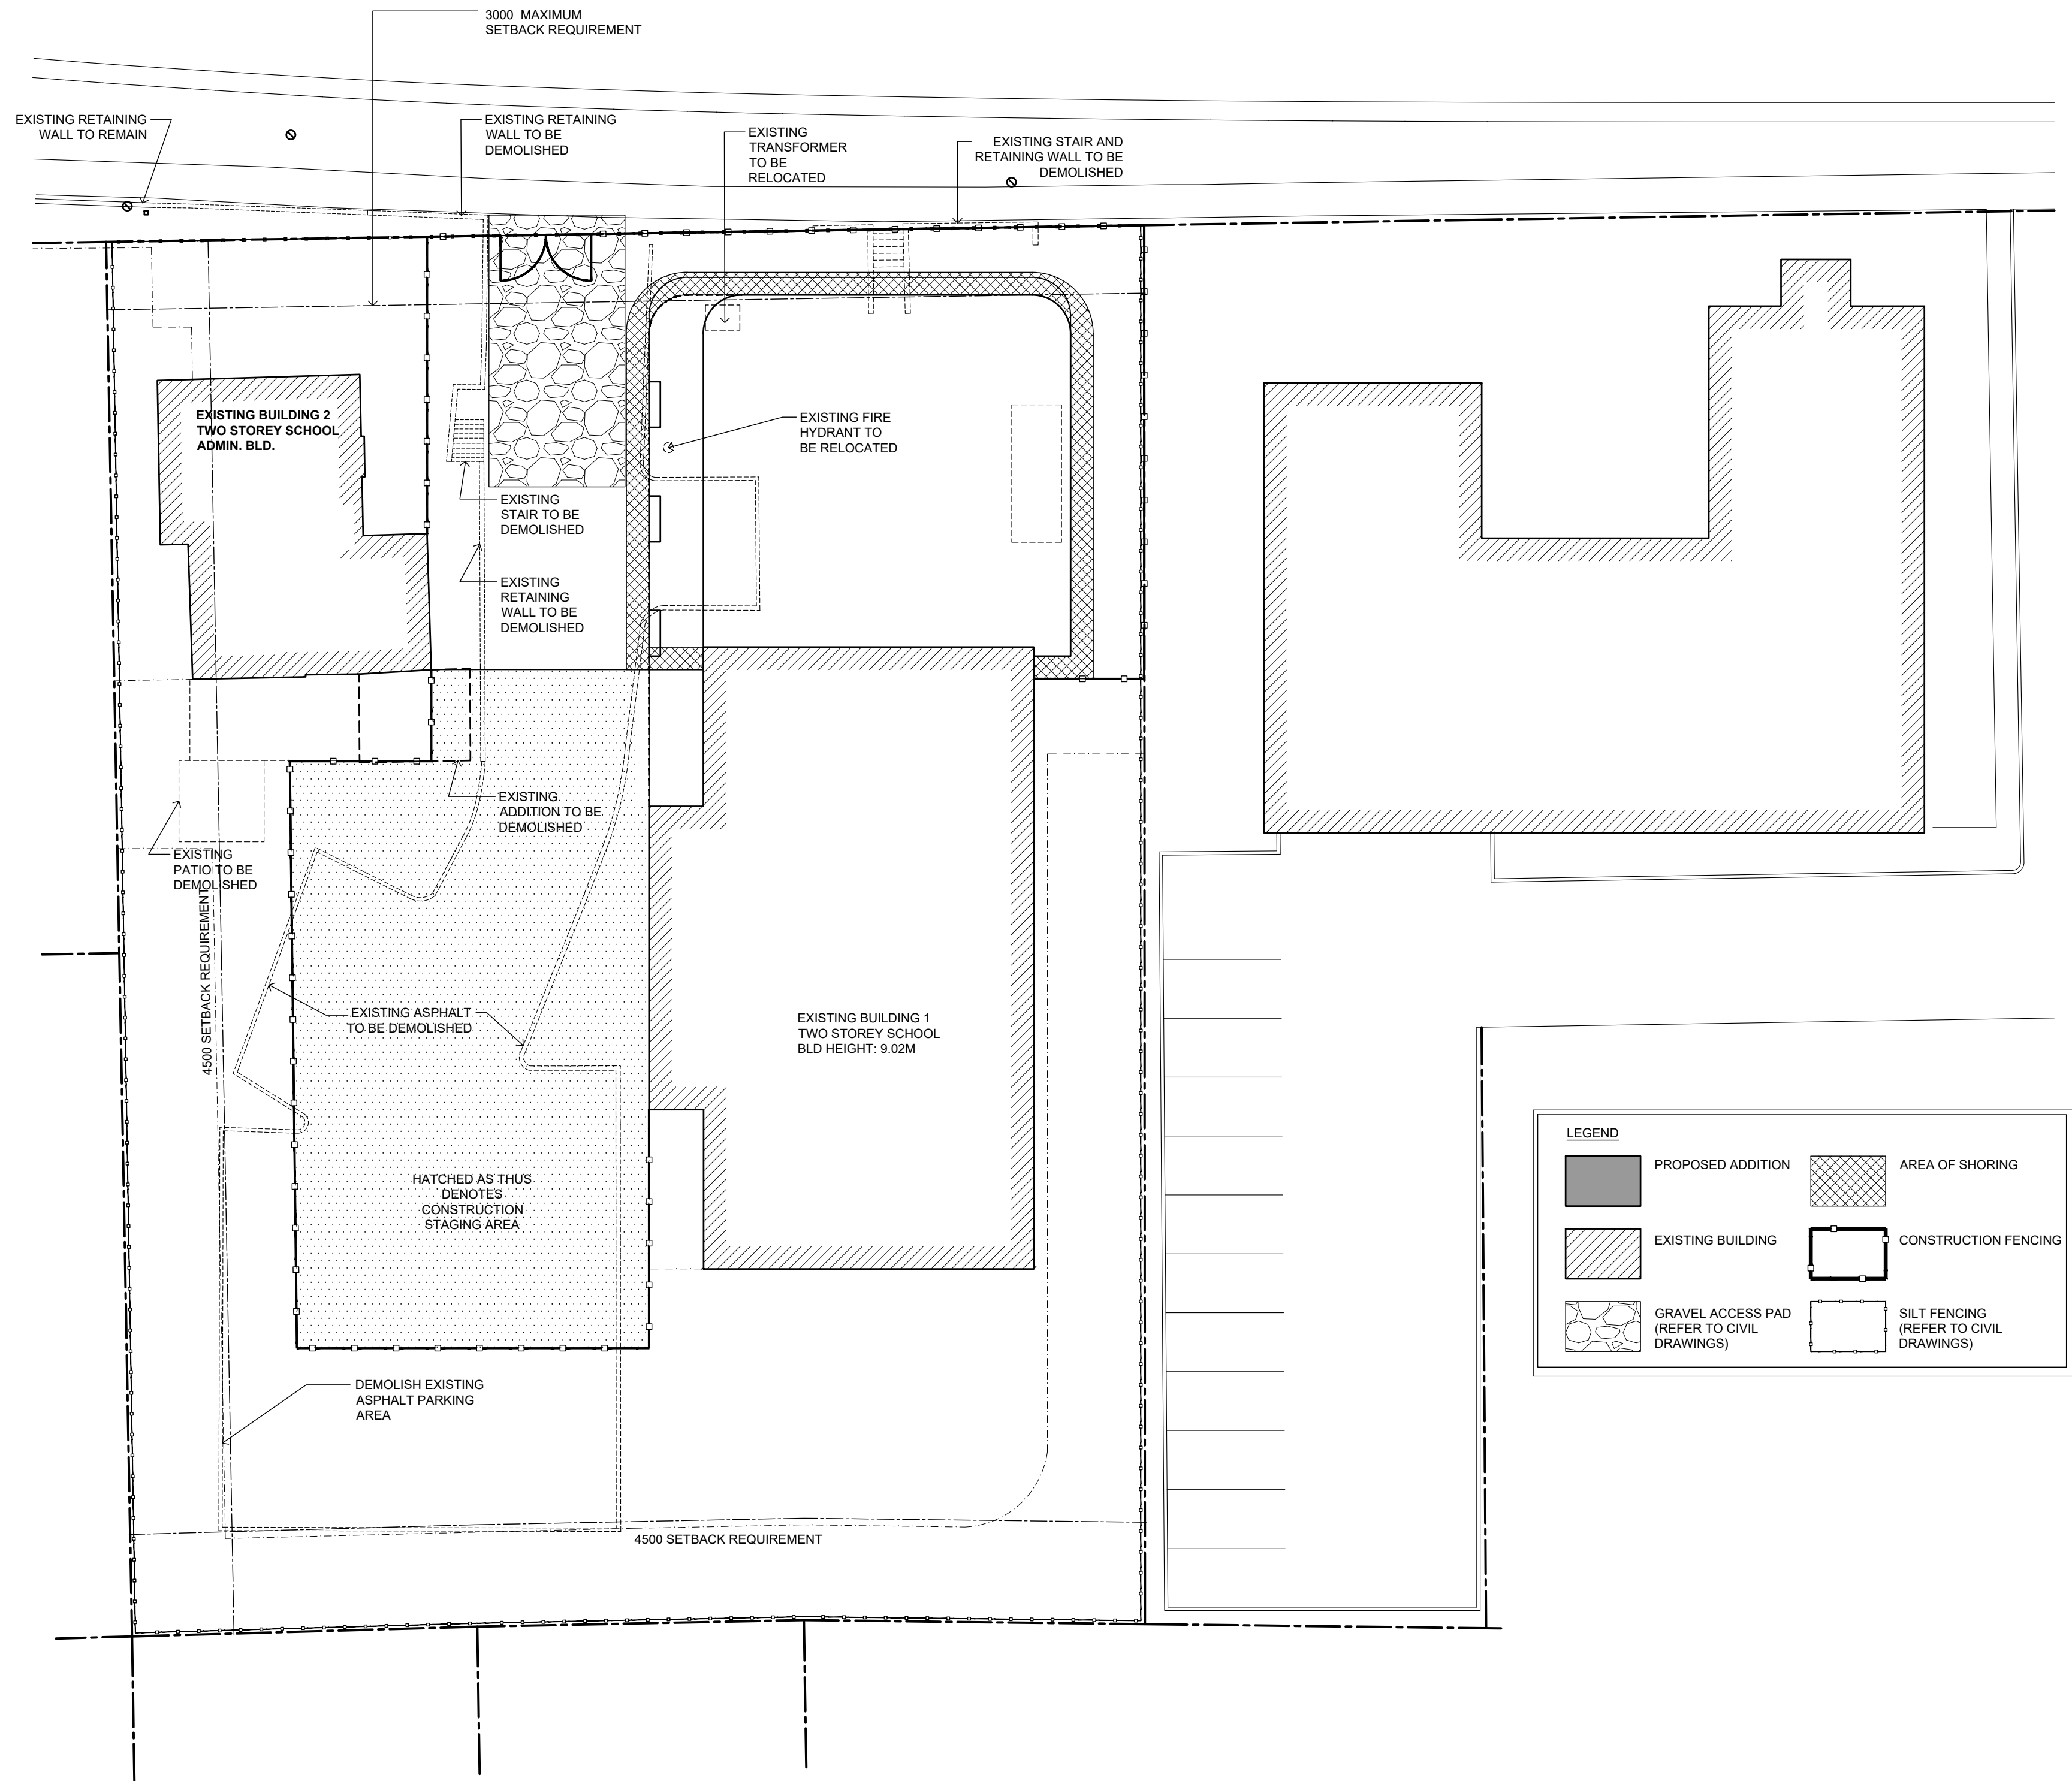 3000 MAXIMUM
SETBACK REQUIREMENT
EXISTING RETAINING
WALL TO REMAIN
EXISTING RETAINING
WALL TO BE
DEMOLISHED
EXISTING
TRANSFORMER
TO BE
RELOCATED
EXISTING STAIR AND
RETAINING WALL TO BE
DEMOLISHED
EXISTING BUILDING 2
TWO STOREY SCHOOL
ADMIN. BLD.
EXISTING FIRE
HYDRANT TO
BE RELOCATED
EXISTING
STAIR TO BE
DEMOLISHED
EXISTING
RETAINING
WALL TO BE
DEMOLISHED
EXISTING
ADDITION TO BE
DEMOLISHED
EXISTING
PATIO TO BE
DEMOLISHED
4500 SETBACK REQUIREMENT
EXISTING ASPHALT
TO BE DEMOLISHED
EXISTING BUILDING 1
TWO STOREY SCHOOL
BLD HEIGHT: 9.02M
HATCHED AS THUS
DENOTES
CONSTRUCTION
STAGING AREA
DEMOLISH EXISTING
ASPHALT PARKING
AREA
4500 SETBACK REQUIREMENT
LEGEND
PROPOSED ADDITION
AREA OF SHORING
EXISTING BUILDING
CONSTRUCTION FENCING
GRAVEL ACCESS PAD
(REFER TO CIVIL
DRAWINGS)
SILT FENCING
(REFER TO CIVIL
DRAWINGS)